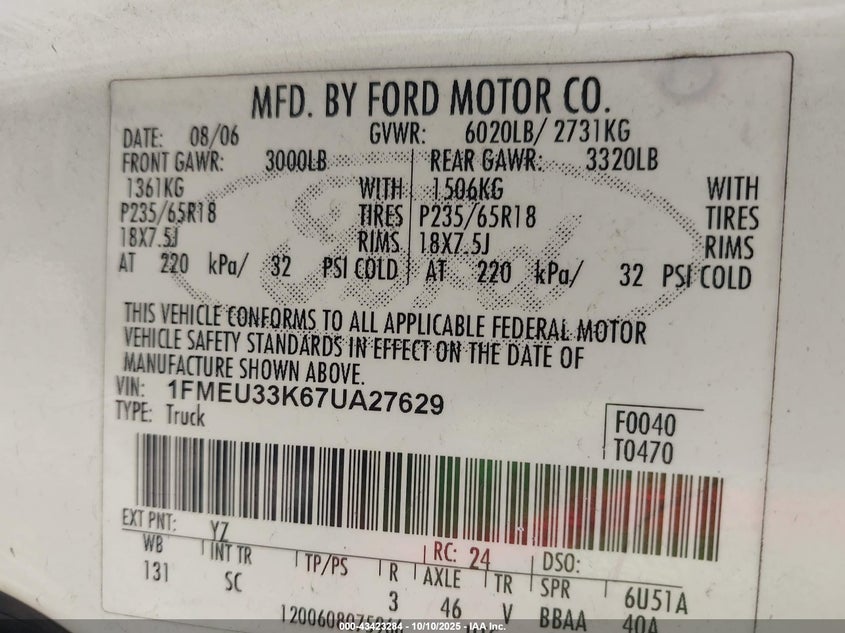 MFD. BY FORD MOTOR CO.
DATE: 08/06 GVWR: 6020LB/ 2731KG
FRONT GAWR: 3000LB REAR GAWR: 3320LB
1361KG WITH 1506KG WITH
P235/65R18 TIRES P235/65R18 TIRES
18X7.5J RIMS 18X7.5J RIMS
AT 220 kPa/ 32 PSI COLD AT 220 kPa/ 32 PSI COLD
THIS VEHICLE CONFORMS TO ALL APPLICABLE FEDERAL MOTOR
VEHICLE SAFETY STANDARDS IN EFFECT ON THE DATE OF
MANUFACTURE SHOWN ABOVE.
VIN: 1FMEU33K67UA27629
TYPE: Truck
F0040
T0470
EXT PNT: YZ RC: 24 DSO:
WB INT TR TP/PS R AXLE TR SPR 6U51A
131 SC 3 46 V BBAA 40A
000-43423284 - 10/10/2025 - IAA, Inc.